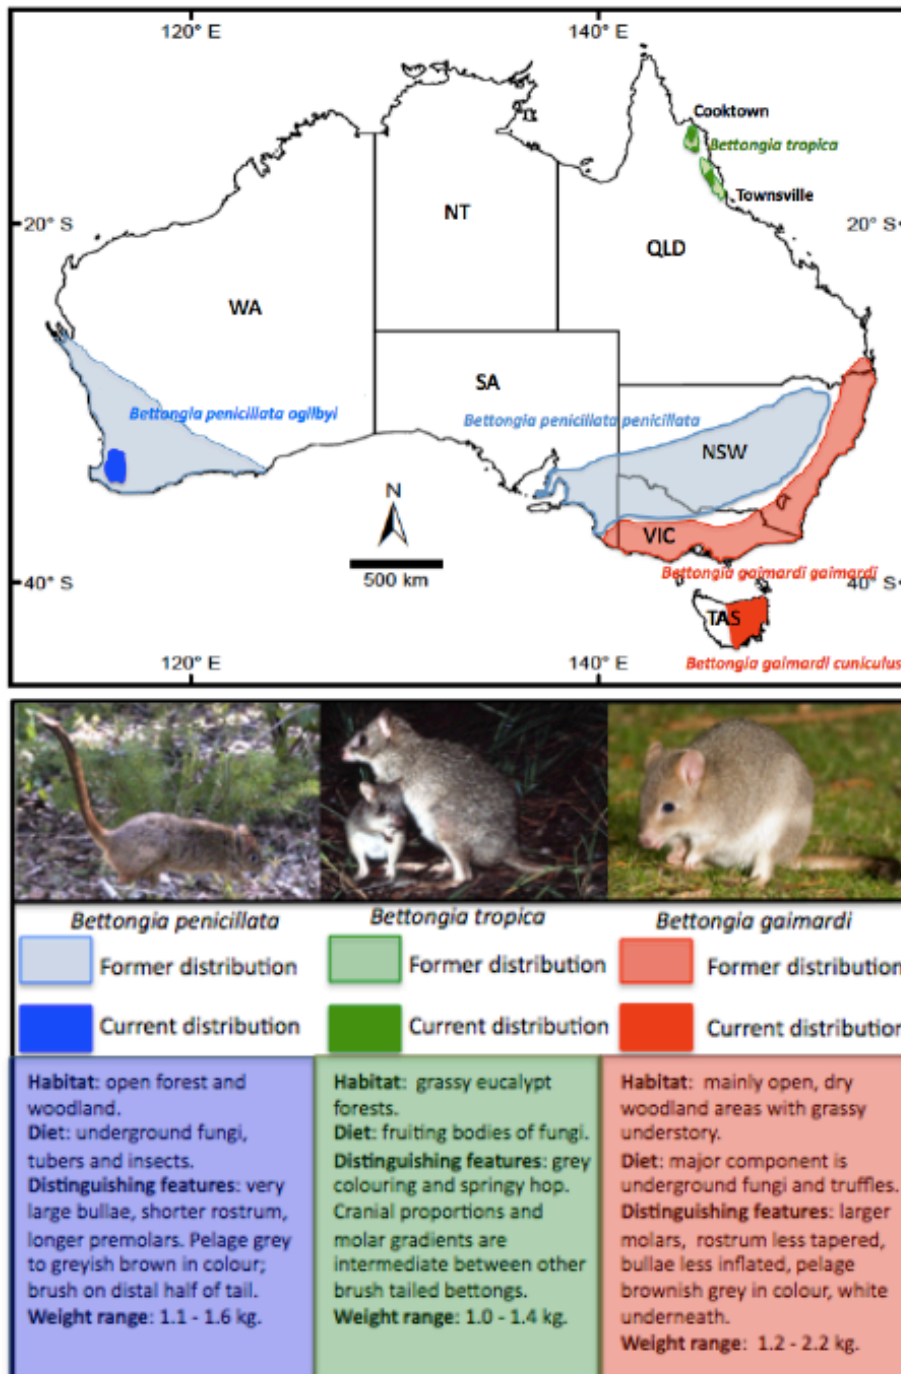 120° E 140° E
Cooktown
Bettongia tropica
Townsville
20° S 20° S
NT
QLD
WA
SA
Bettongia penicillata ogilbyi
Bettongia penicillata penicillata
NSW
N
VIC
500 km
Bettongia gaimardi gaimardi
40° S 40° S
TAS
120° E 140° E
Bettongia gaimardi cuniculus
Bettongia penicillata
Former distribution
Current distribution
Habitat: open forest and
woodland.
Diet: underground fungi,
tubers and insects.
Distinguishing features: very
large bullae, shorter rostrum,
longer premolars. Pelage grey
to greyish brown in colour;
brush on distal half of tail.
Weight range: 1.1 - 1.6 kg.
Bettongia tropica
Former distribution
Current distribution
Habitat: grassy eucalypt
forests.
Diet: fruiting bodies of fungi.
Distinguishing features: grey
colouring and springy hop.
Cranial proportions and
molar gradients are
intermediate between other
brush tailed bettongs.
Weight range: 1.0 - 1.4 kg.
Bettongia gaimardi
Former distribution
Current distribution
Habitat: mainly open, dry
woodland areas with grassy
understory.
Diet: major component is
underground fungi and truffles.
Distinguishing features: larger
molars, rostrum less tapered,
bullae less inflated, pelage
brownish grey in colour, white
underneath.
Weight range: 1.2 - 2.2 kg.